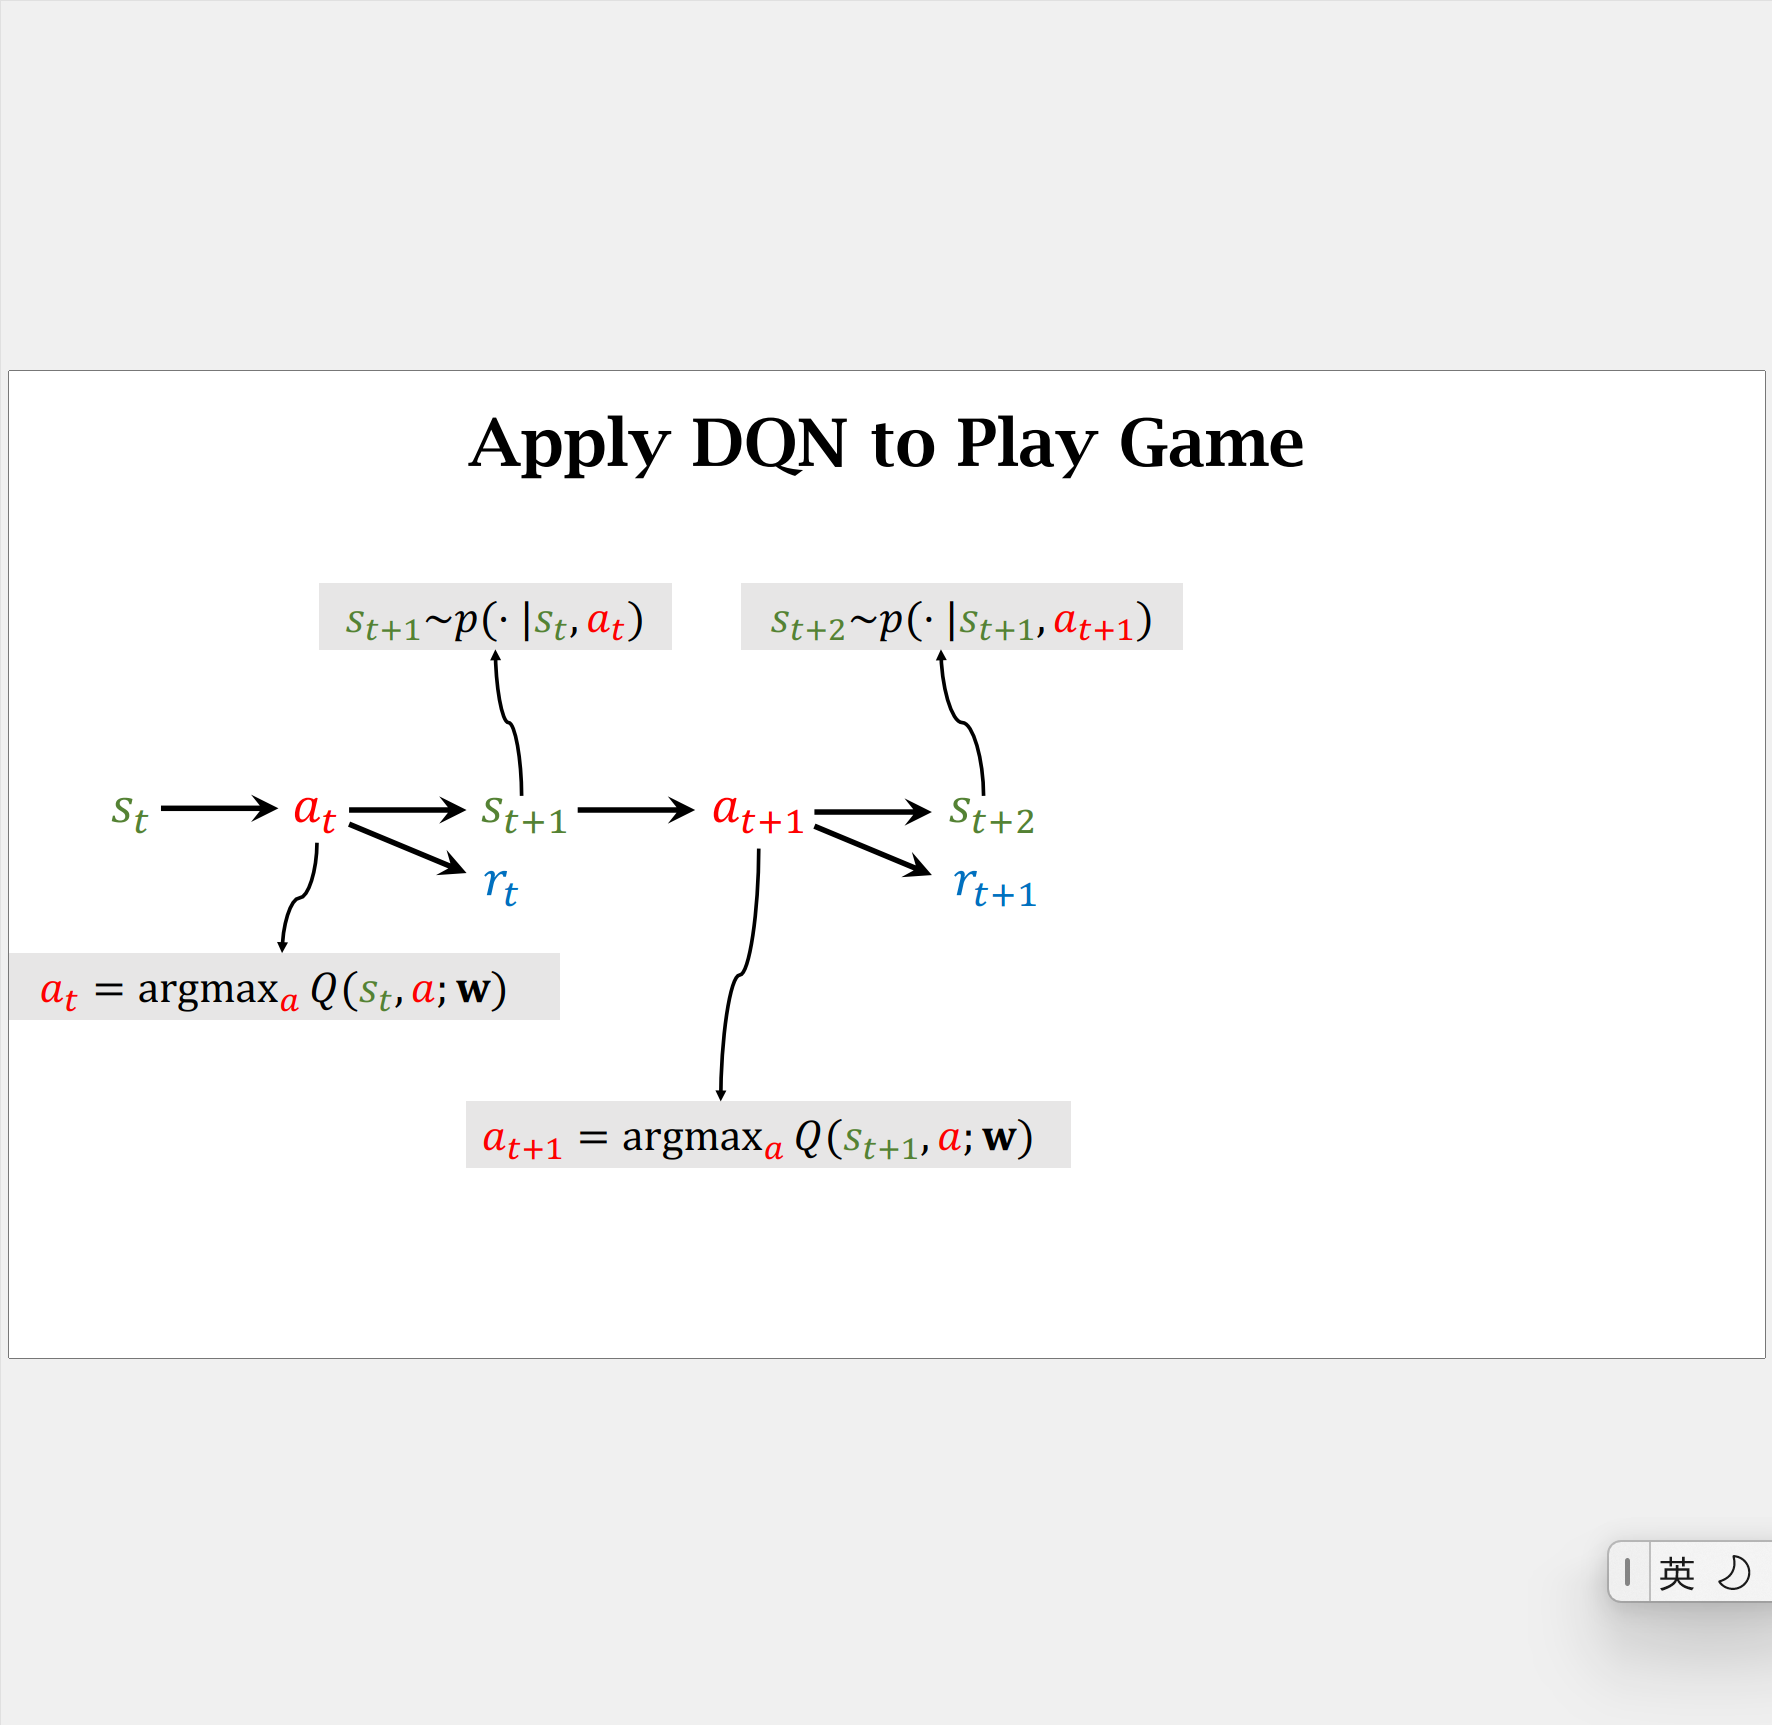 Apply DQN to Play Game
s_{t+1}~p(· |s_t, a_t)
s_{t+2}~p(· |s_{t+1}, a_{t+1})
s_t a_t s_{t+1} a_{t+1} s_{t+2}
r_t r_{t+1}
a_t = argmax_a Q(s_t, a; w)
a_{t+1} = argmax_a Q(s_{t+1}, a; w)
英